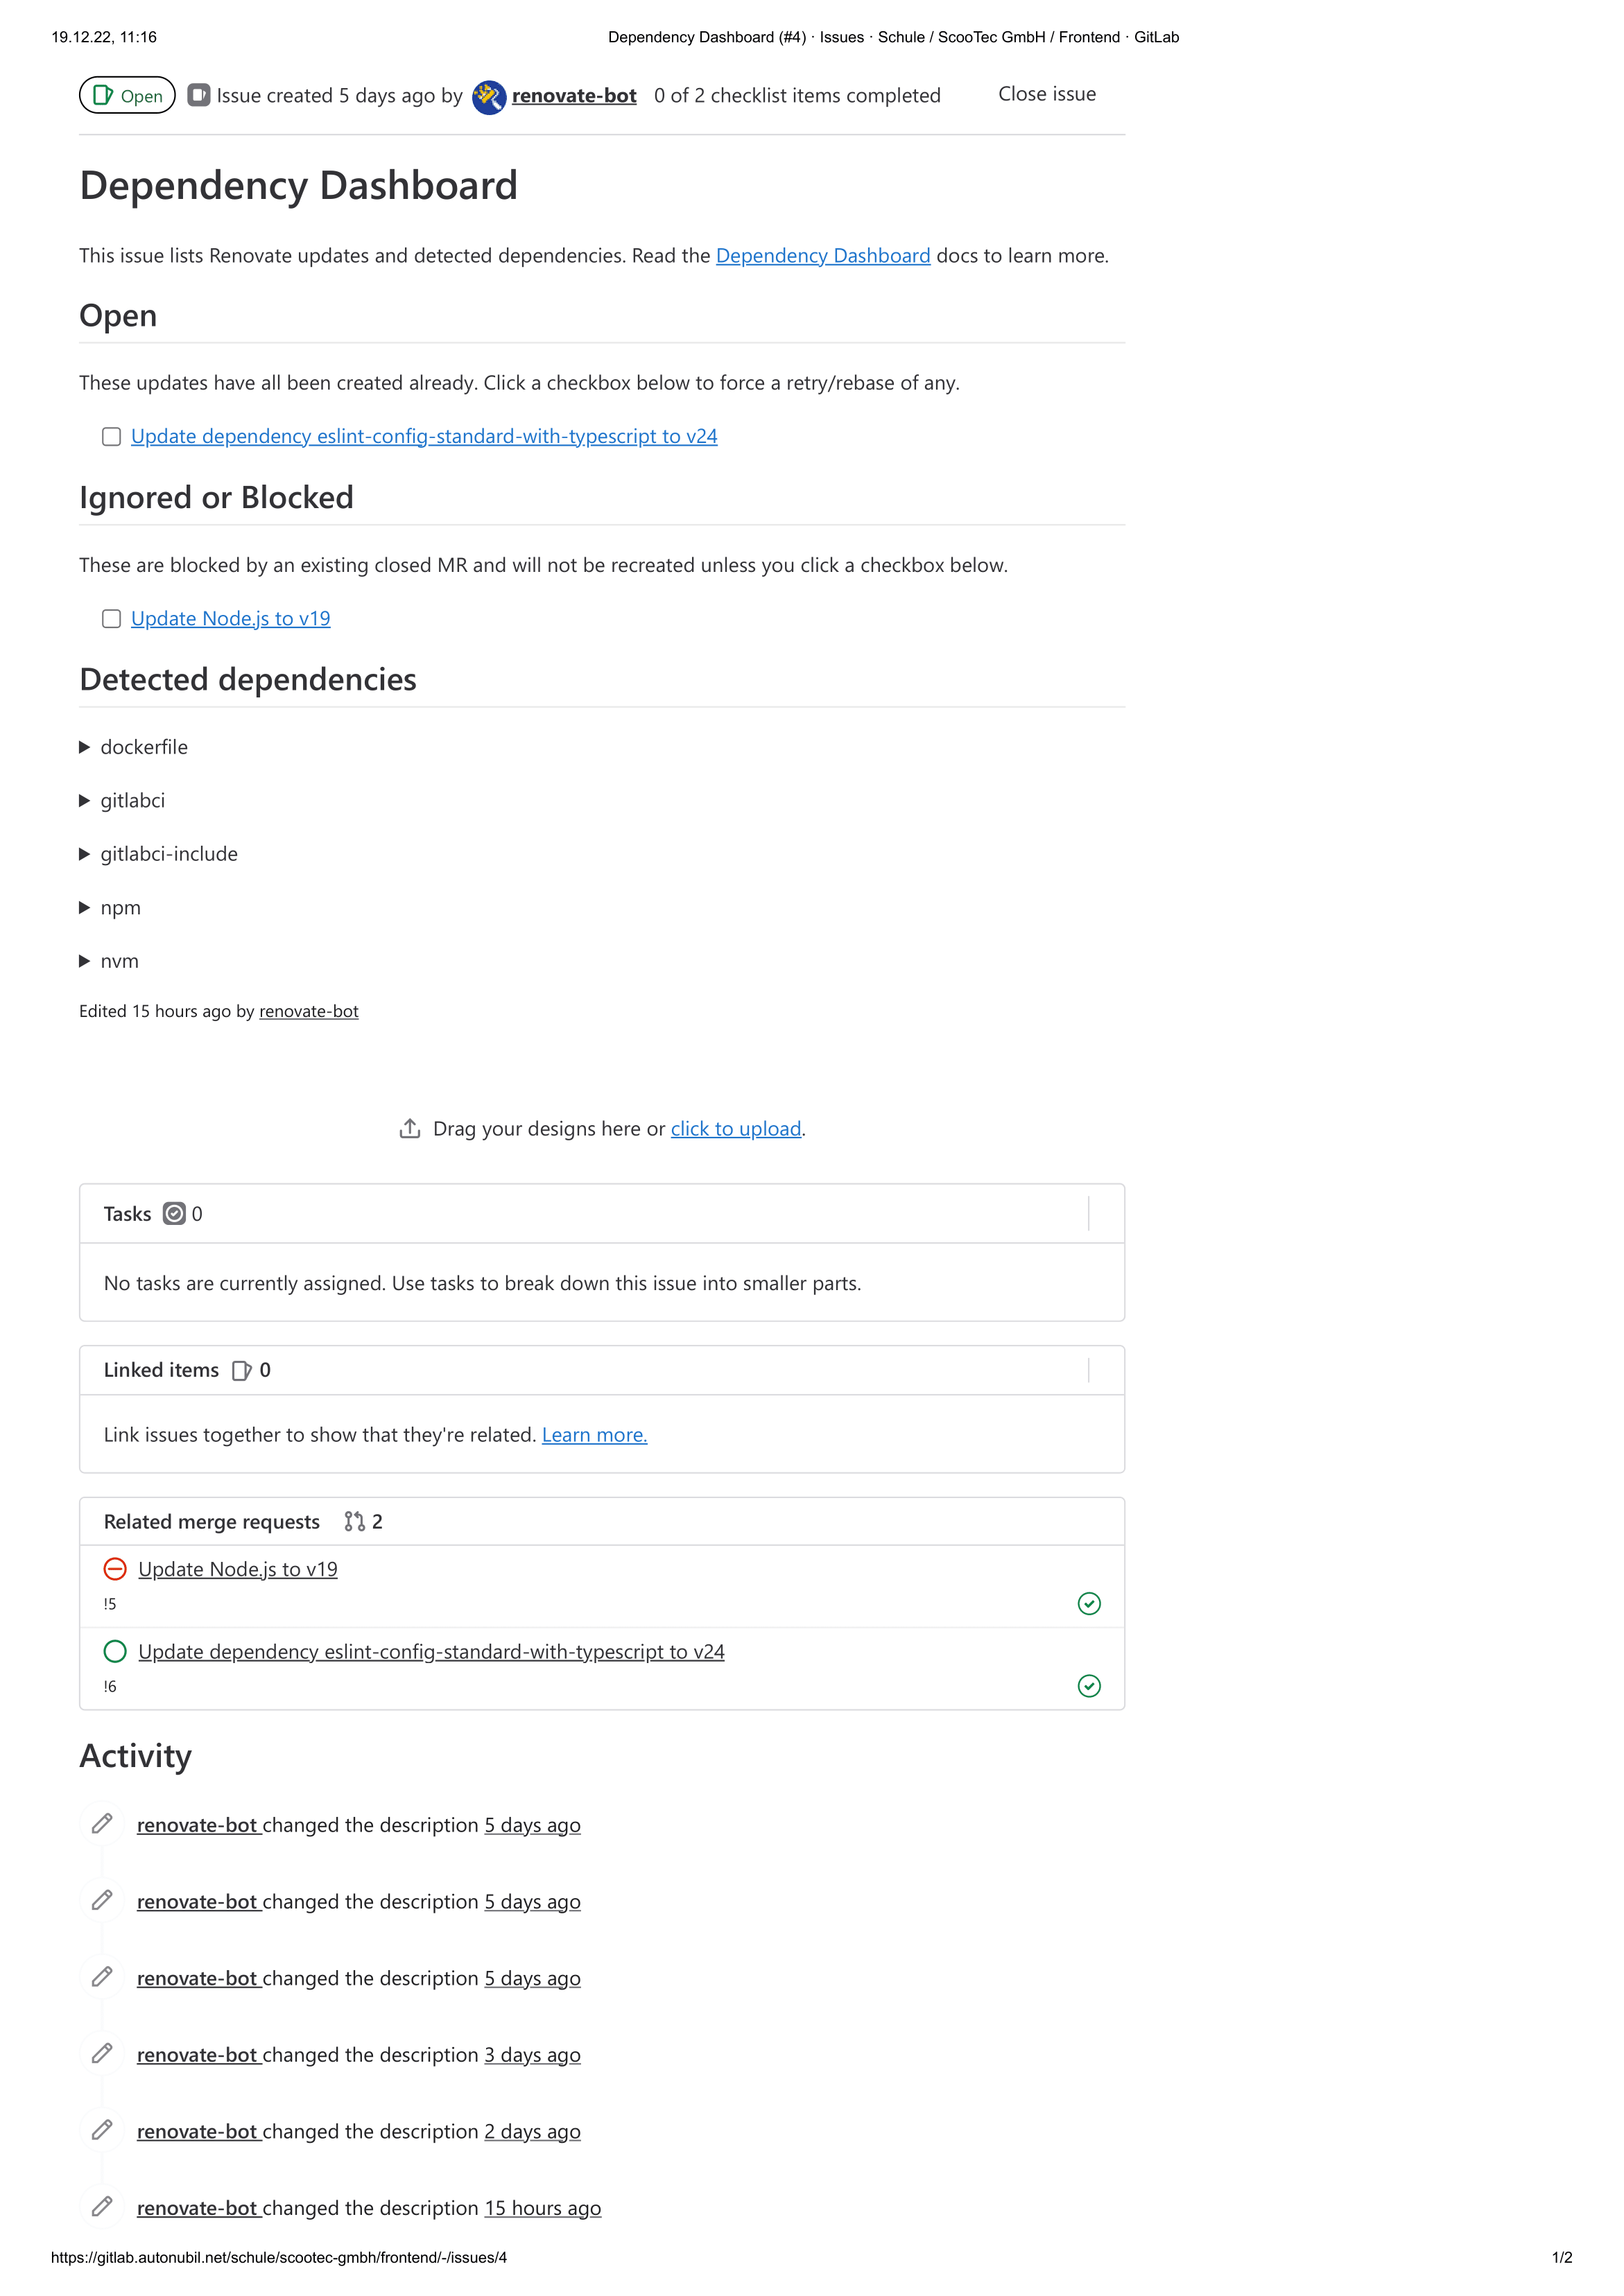 19.12.22, 11:16
Dependency Dashboard (#4) · Issues · Schule / ScooTec GmbH / Frontend · GitLab
Open Issue created 5 days ago by renovate-bot 0 of 2 checklist items completed Close issue
Dependency Dashboard
This issue lists Renovate updates and detected dependencies. Read the Dependency Dashboard docs to learn more.
Open
These updates have all been created already. Click a checkbox below to force a retry/rebase of any.
Update dependency eslint-config-standard-with-typescript to v24
Ignored or Blocked
These are blocked by an existing closed MR and will not be recreated unless you click a checkbox below.
Update Node.js to v19
Detected dependencies
dockerfile
gitlabci
gitlabci-include
npm
nvm
Edited 15 hours ago by renovate-bot
Drag your designs here or click to upload.
Tasks 0
No tasks are currently assigned. Use tasks to break down this issue into smaller parts.
Linked items 0
Link issues together to show that they're related. Learn more.
Related merge requests 2
Update Node.js to v19
!5
Update dependency eslint-config-standard-with-typescript to v24
!6
Activity
renovate-bot changed the description 5 days ago
renovate-bot changed the description 5 days ago
renovate-bot changed the description 5 days ago
renovate-bot changed the description 3 days ago
renovate-bot changed the description 2 days ago
renovate-bot changed the description 15 hours ago
https://gitlab.autonubil.net/schule/scootec-gmbh/frontend/-/issues/4
1/2